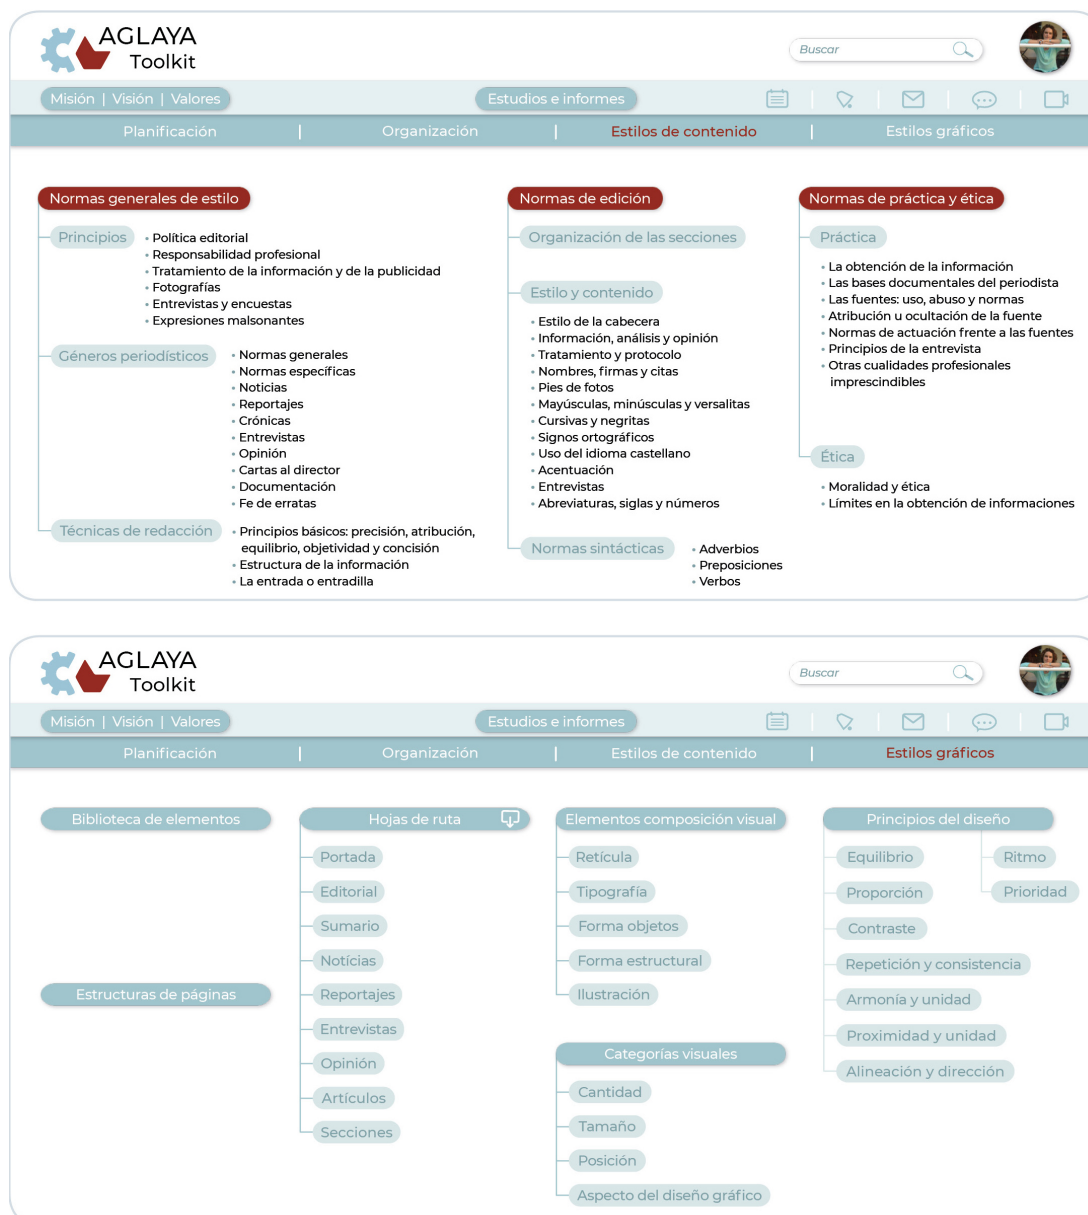 AGLAYA
Toolkit
Buscar
Misión | Visión | Valores
Estudios e informes
Planificación | Organización | Estilos de contenido | Estilos gráficos
Normas generales de estilo
Principios
• Política editorial
• Responsabilidad profesional
• Tratamiento de la información y de la publicidad
• Fotografías
• Entrevistas y encuestas
• Expresiones malsonantes
Géneros periodísticos
• Normas generales
• Normas específicas
• Noticias
• Reportajes
• Crónicas
• Entrevistas
• Opinión
• Cartas al director
• Documentación
• Fe de erratas
Técnicas de redacción
• Principios básicos: precisión, atribución,
equilibrio, objetividad y concisión
• Estructura de la información
• La entrada o entradilla
Normas de edición
Organización de las secciones
Estilo y contenido
• Estilo de la cabecera
• Información, análisis y opinión
• Tratamiento y protocolo
• Nombres, firmas y citas
• Pies de fotos
• Mayúsculas, minúsculas y versalitas
• Cursivas y negritas
• Signos ortográficos
• Uso del idioma castellano
• Acentuación
• Entrevistas
• Abreviaturas, siglas y números
Normas sintácticas
• Adverbios
• Preposiciones
• Verbos
Normas de práctica y ética
Práctica
• La obtención de la información
• Las bases documentales del periodista
• Las fuentes: uso, abuso y normas
• Atribución u ocultación de la fuente
• Normas de actuación frente a las fuentes
• Principios de la entrevista
• Otras cualidades profesionales
imprescindibles
Ética
• Moralidad y ética
• Límites en la obtención de informaciones
AGLAYA
Toolkit
Buscar
Misión | Visión | Valores
Estudios e informes
Planificación | Organización | Estilos de contenido | Estilos gráficos
Biblioteca de elementos
Estructuras de páginas
Hojas de ruta
Portada
Editorial
Sumario
Notícias
Reportajes
Entrevistas
Opinión
Artículos
Secciones
Elementos composición visual
Retícula
Tipografía
Forma objetos
Forma estructural
Ilustración
Categorías visuales
Cantidad
Tamaño
Posición
Aspecto del diseño gráfico
Principios del diseño
Equilibrio
Proporción
Contraste
Repetición y consistencia
Armonía y unidad
Proximidad y unidad
Alineación y dirección
Ritmo
Prioridad